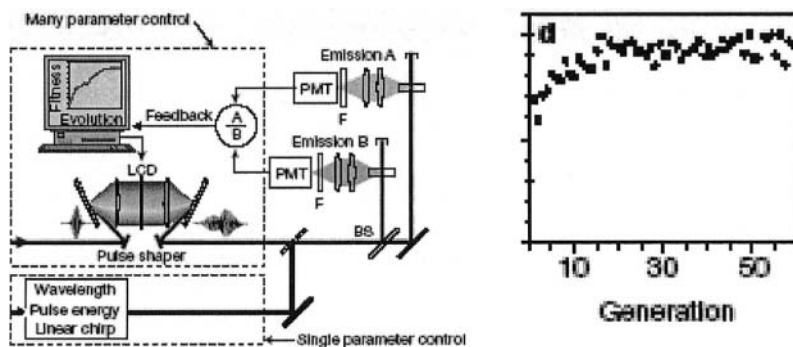 Many parameter control
Emission A
PMT
F
Fitness
Evolution
Feedback
A
B
Emission B
PMT
F
LCD
BS
Pulse shaper
Wavelength
Pulse energy
Linear chirp
Single parameter control
d
10 30 50
Generation